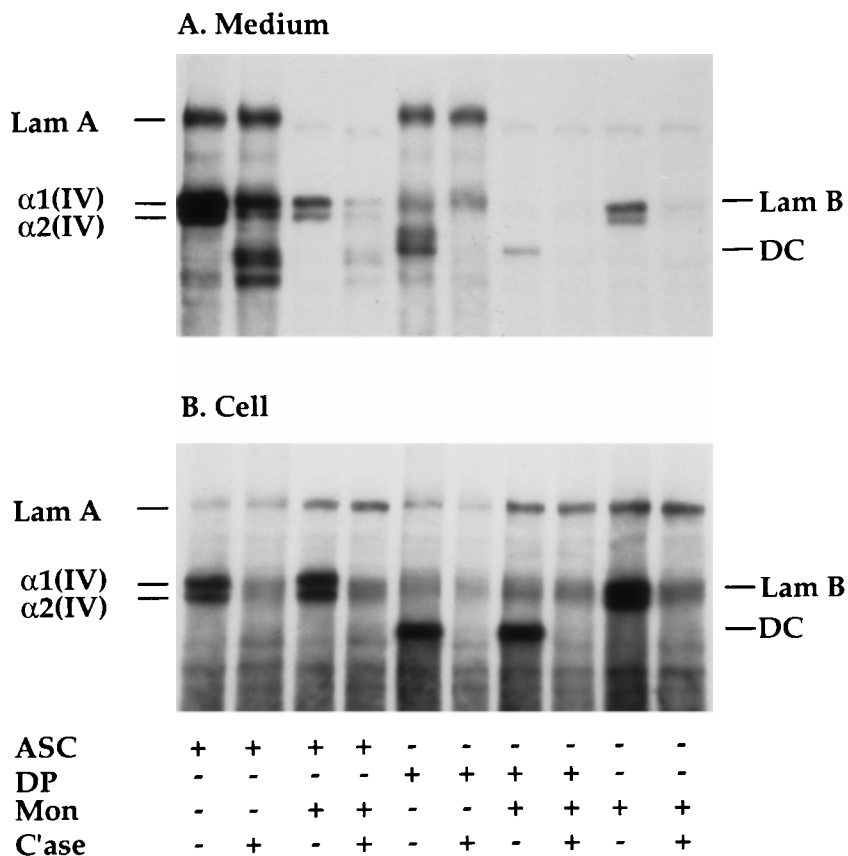 A. Medium
Lam A
α1(IV)
α2(IV)
Lam B
DC
B. Cell
Lam A
α1(IV)
α2(IV)
Lam B
DC
ASC + + + + - - - - - -
DP - - - - + + + + - -
Mon - - + + - - + + + +
C'ase - + - + - + - + - +